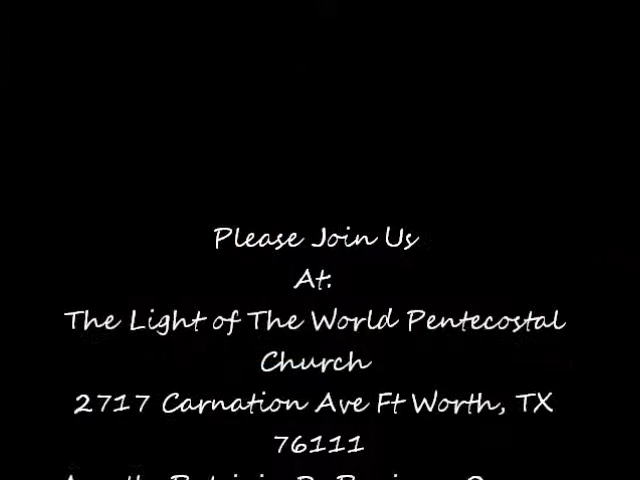 Please Join Us
At:
The Light of The World Pentecostal
Church
2717 Carnation Ave Ft Worth, TX
76111